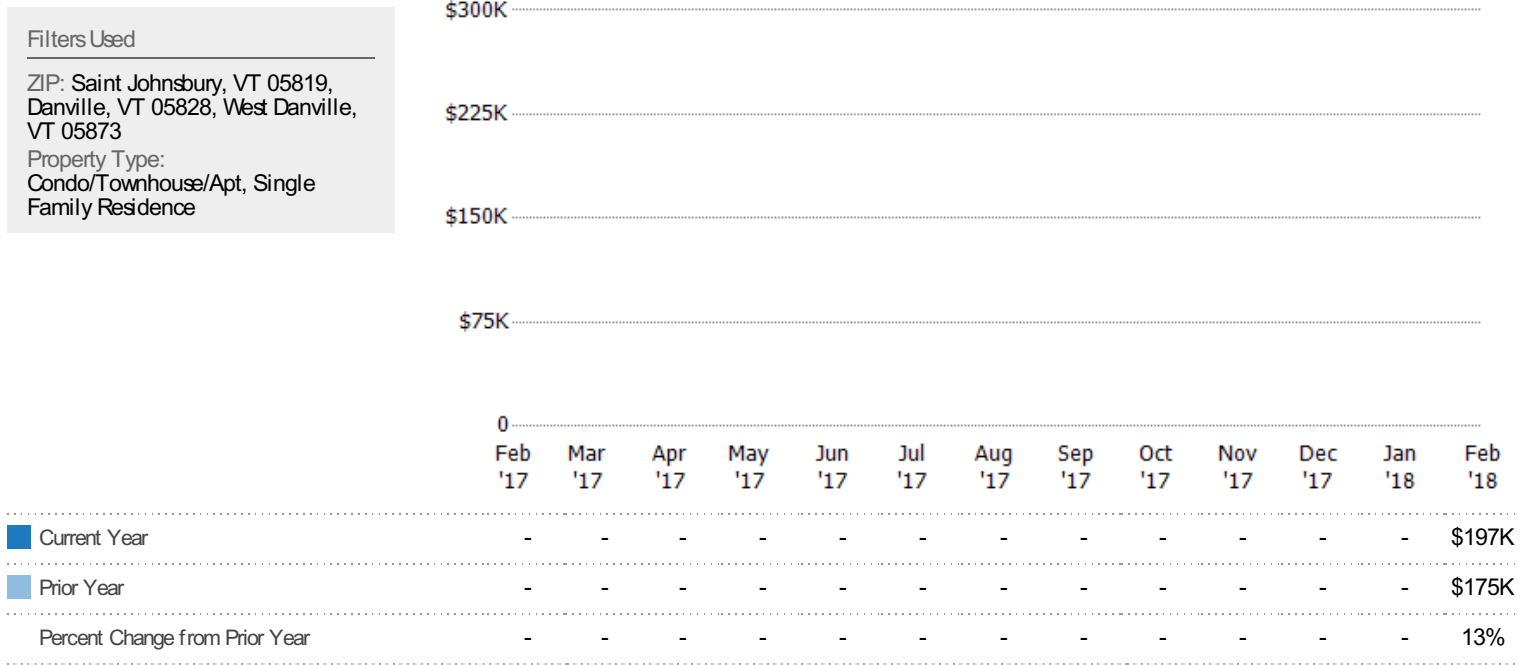 Filters Used
ZIP: Saint Johnsbury, VT 05819,
Danville, VT 05828, West Danville,
VT 05873
Property Type:
Condo/Townhouse/Apt, Single
Family Residence
$300K
$225K
$150K
$75K
0
Feb Mar Apr May Jun Jul Aug Sep Oct Nov Dec Jan Feb
'17 '17 '17 '17 '17 '17 '17 '17 '17 '17 '17 '18 '18
Current Year - - - - - - - - - - - - $197K
Prior Year - - - - - - - - - - - - $175K
Percent Change from Prior Year - - - - - - - - - - - - 13%